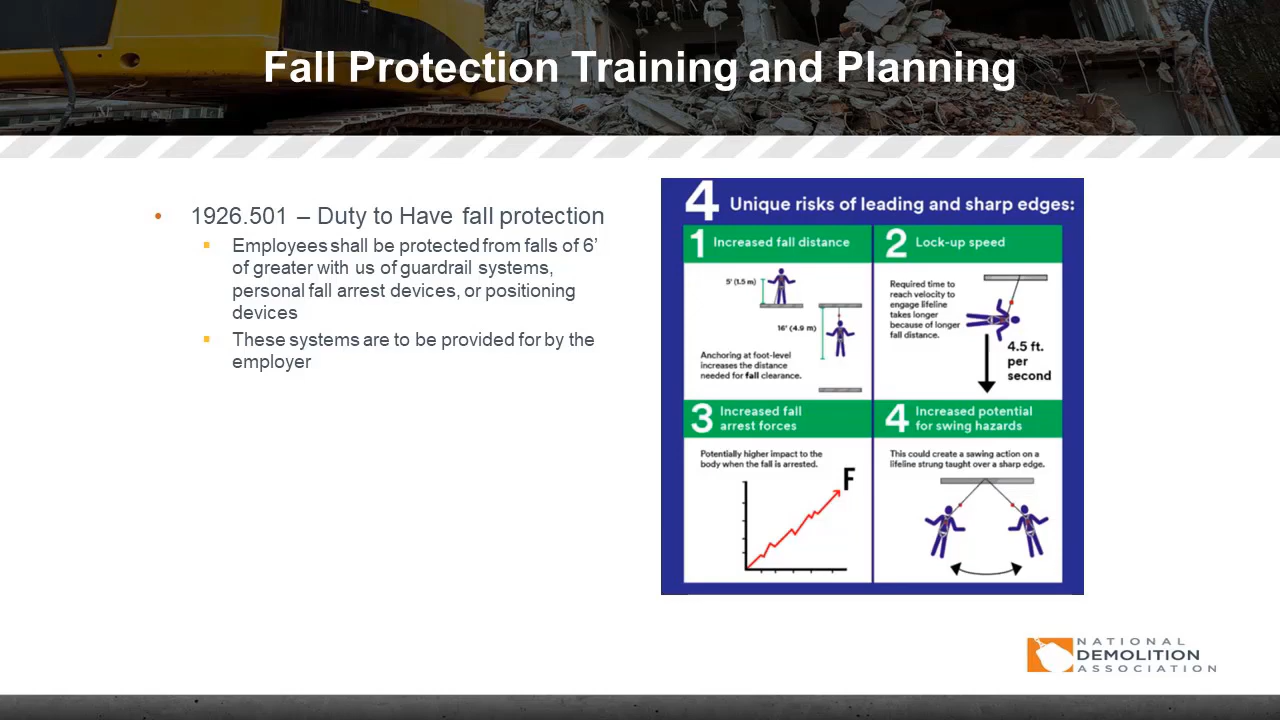 Fall Protection Training and Planning
• 1926.501 – Duty to Have fall protection
▪ Employees shall be protected from falls of 6’
of greater with us of guardrail systems,
personal fall arrest devices, or positioning
devices
▪ These systems are to be provided for by the
employer
4 Unique risks of leading and sharp edges:
1 Increased fall distance
5' (1.5 m)
16' (4.9 m)
Anchoring at foot-level
increases the distance
needed for fall clearance.
2 Lock-up speed
Required time to
reach velocity to
engage lifeline
takes longer
because of longer
fall distance.
4.5 ft.
per
second
3 Increased fall
arrest forces
Potentially higher impact to the
body when the fall is arrested.
F
4 Increased potential
for swing hazards
This could create a sawing action on a
lifeline strung taught over a sharp edge.
NATIONAL
DEMOLITION
ASSOCIATION